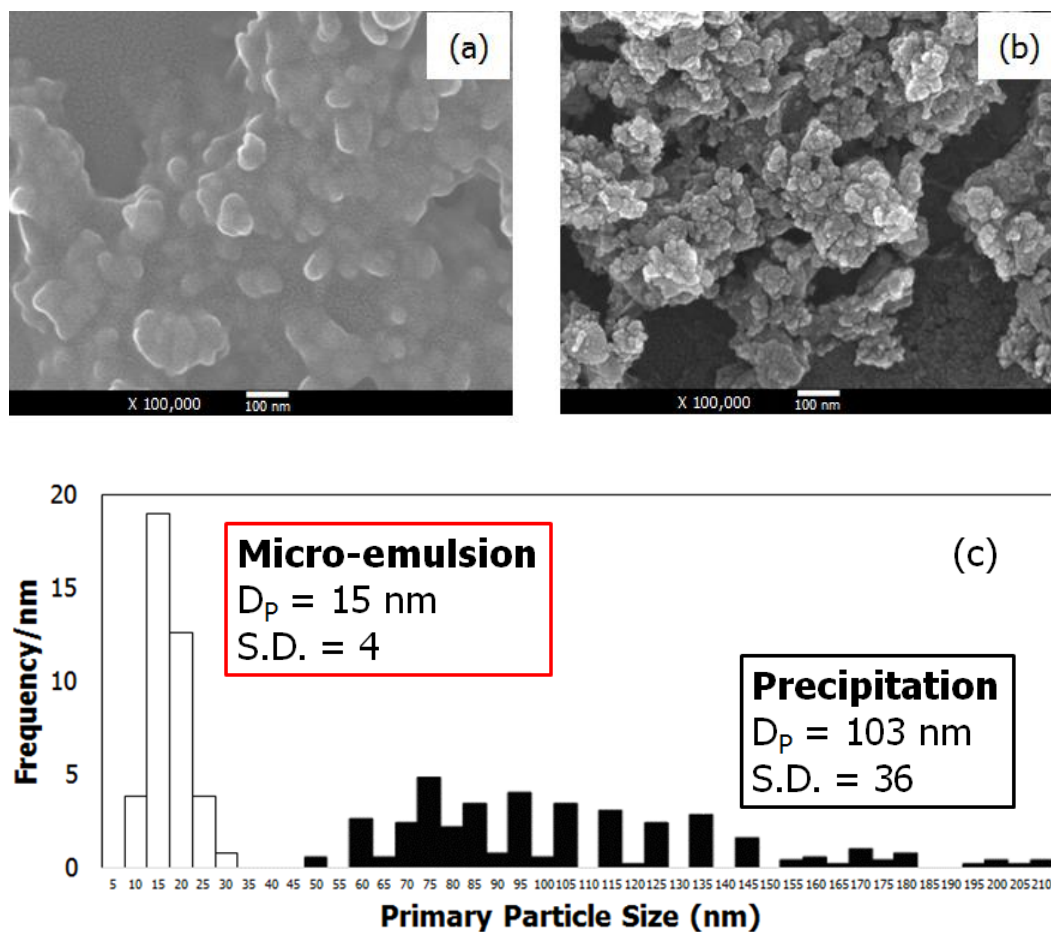 (a)
(b)
X 100,000 100 nm
X 100,000 100 nm
20
15
10
5
0
Frequency/nm
Micro-emulsion
DP = 15 nm
S.D. = 4
(c)
Precipitation
DP = 103 nm
S.D. = 36
5 10 15 20 25 30 35 40 45 50 55 60 65 70 75 80 85 90 95 100 105 110 115 120 125 130 135 140 145 150 155 160 165 170 175 180 185 190 195 200 205 210
Primary Particle Size (nm)